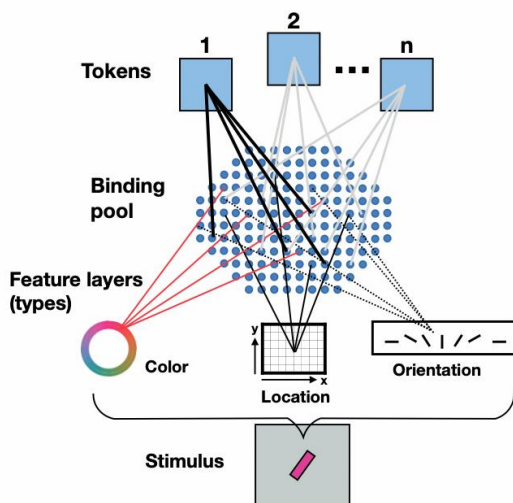 1
2
n
Tokens
Binding
pool
Feature layers
(types)
y
x
Color
Location
Orientation
Stimulus